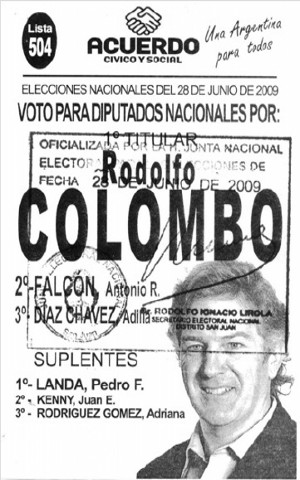 Lista
504
ACUERDO
CIVICO Y SOCIAL
Una Argentina
para todos
ELECCIONES NACIONALES DEL 28 DE JUNIO DE 2009
VOTO PARA DIPUTADOS NACIONALES POR:
1º TITULAR
OFICIALIZADA POR LA H. JUNTA NACIONAL
ELECTORAL ELECCIONES DE
FECHA 28 DE JUNIO DE 2009
Rodolfo
COLOMBO
2º-FALCON, Antonio R.
3º-DIAZ CHAVEZ, Adilia
Dr. RODOLFO IGNACIO LIROLA
SECRETARIO ELECTORAL NACIONAL
DISTRITO SAN JUAN
SUPLENTES
1º- LANDA, Pedro F.
2º - KENNY, Juan E.
3º - RODRIGUEZ GOMEZ, Adriana